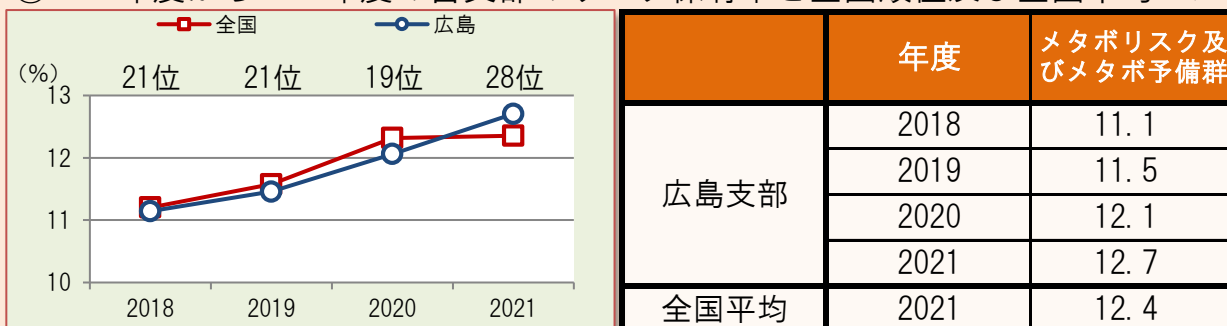 全国 広島
(%) 21位 21位 19位 28位
13
12
11
10
2018 2019 2020 2021
年度 メタボリスク及
びメタボ予備群
広島支部
2018 11.1
2019 11.5
2020 12.1
2021 12.7
全国平均 2021 12.4